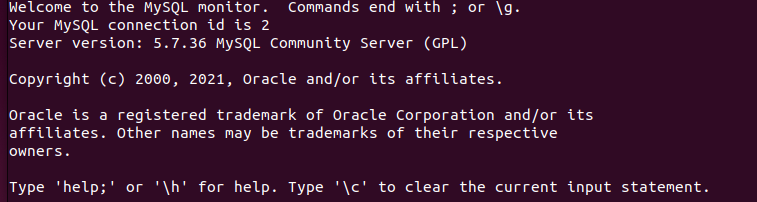 Welcome to the MySQL monitor.  Commands end with ; or \g.
Your MySQL connection id is 2
Server version: 5.7.36 MySQL Community Server (GPL)
Copyright (c) 2000, 2021, Oracle and/or its affiliates.
Oracle is a registered trademark of Oracle Corporation and/or its
affiliates. Other names may be trademarks of their respective
owners.
Type 'help;' or '\h' for help. Type '\c' to clear the current input statement.